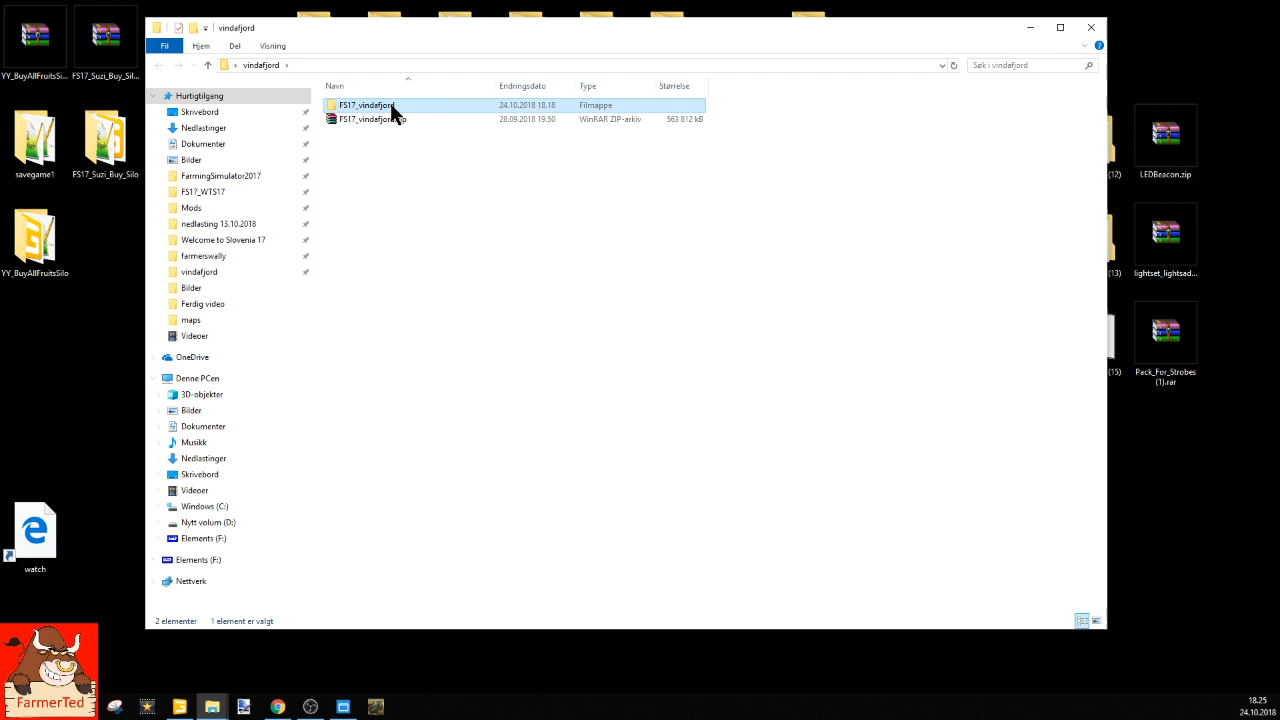 YY_BuyAllFruitsSi...
FS17_Suzi_Buy_Sil...
savegame1
FS17_Suzi_Buy_Silo
YY_BuyAllFruitsSilo
watch
FarmerTed
vindafjord
Fil
Hjem
Del
Visning
vindafjord
Søk i vindafjord
Navn
Endringsdato
Type
Størrelse
FS17_vindafjord
24.10.2018 18.18
Filmappe
28.09.2018 19.50
WinRAR ZIP-arkiv
563 812 kB
Hurtigtilgang
Skrivebord
Nedlastinger
Dokumenter
Bilder
FarmingSimulator2017
FS17_WTS17
Mods
nedlasting 13.10.2018
Welcome to Slovenia 17
farmerswally
vindafjord
Bilder
Ferdig video
maps
Videoer
OneDrive
Denne PCen
3D-objekter
Bilder
Dokumenter
Musikk
Nedlastinger
Skrivebord
Videoer
Windows (C:)
Nytt volum (D:)
Elements (F:)
Elements (F:)
Nettverk
2 elementer
1 element er valgt
(12)
LEDBeacon.zip
(13)
lightset_lightsad...
(15)
Pack_For_Strobes
(1).rar
18.25
24.10.2018